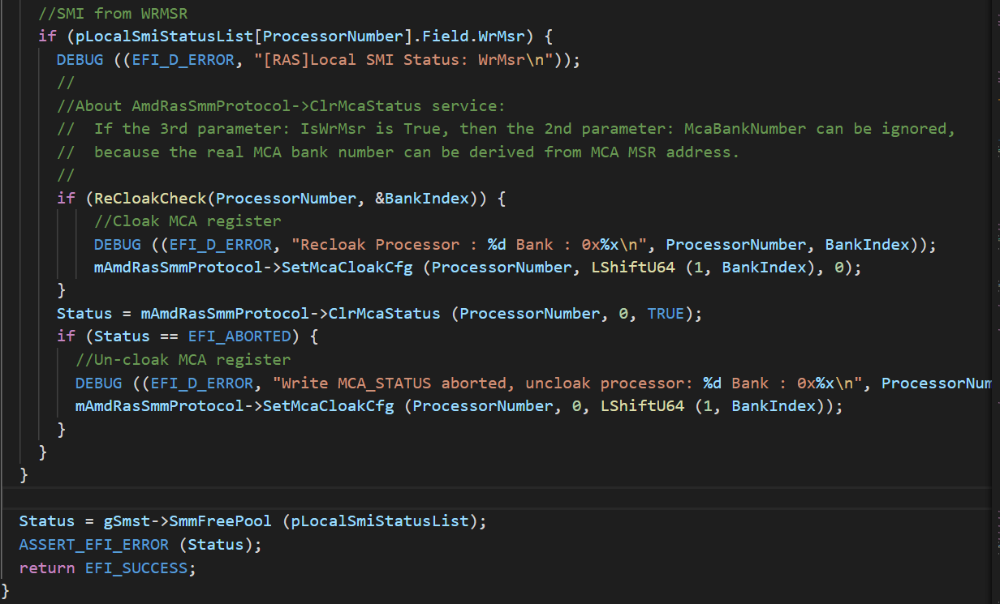 //SMI from WRMSR
if (pLocalSmiStatusList[ProcessorNumber].Field.WrMsr) {
DEBUG ((EFI_D_ERROR, "[RAS]Local SMI Status: WrMsr\n"));
//
//About AmdRasSmmProtocol->ClrMcaStatus service:
//  If the 3rd parameter: IsWrMsr is True, then the 2nd parameter: McaBankNumber can be ignored,
//  because the real MCA bank number can be derived from MCA MSR address.
//
if (ReCloakCheck(ProcessorNumber, &BankIndex)) {
//Cloak MCA register
DEBUG ((EFI_D_ERROR, "Recloak Processor : %d Bank : 0x%x\n", ProcessorNumber, BankIndex));
mAmdRasSmmProtocol->SetMcaCloakCfg (ProcessorNumber, LShiftU64 (1, BankIndex), 0);
}
Status = mAmdRasSmmProtocol->ClrMcaStatus (ProcessorNumber, 0, TRUE);
if (Status == EFI_ABORTED) {
//Un-cloak MCA register
DEBUG ((EFI_D_ERROR, "Write MCA_STATUS aborted, uncloak processor: %d Bank : 0x%x\n", ProcessorNum
mAmdRasSmmProtocol->SetMcaCloakCfg (ProcessorNumber, 0, LShiftU64 (1, BankIndex));
}
}
}
Status = gSmst->SmmFreePool (pLocalSmiStatusList);
ASSERT_EFI_ERROR (Status);
return EFI_SUCCESS;
}